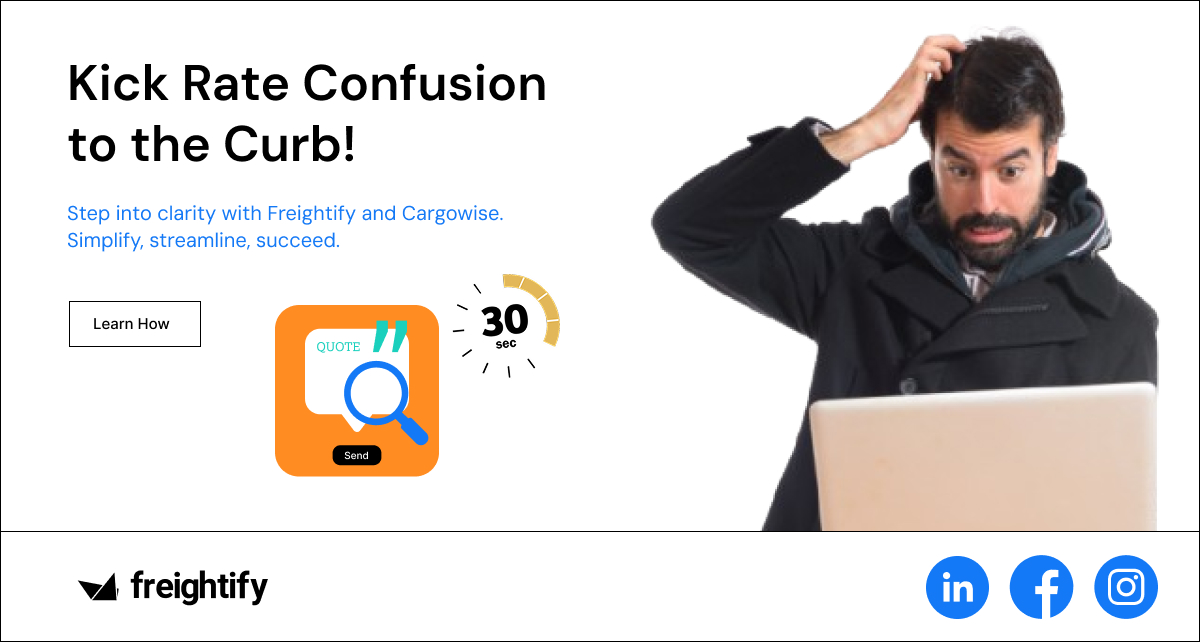 Kick Rate Confusion
to the Curb!
Step into clarity with Freightify and Cargowise.
Simplify, streamline, succeed.
Learn How
QUOTE
Send
30
sec
freightify
in